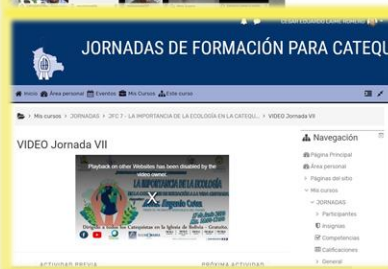 CESAR EDUARDO LAIME ROMERO
JORNADAS DE FORMACIÓN PARA CATEQU
Inicio Área personal Eventos Mis Cursos Este curso
Mis cursos > JORNADAS > JFC 7 - LA IMPORTANCIA DE LA ECOLOGÍA EN LA CATEQU... > VIDEO Jornada VII
VIDEO Jornada VII
Playback on other Websites has been disabled by the video owner.
LA IMPORTANCIA DE LA ECOLOGÍA
Eugenio Coter
Dirigido a todos los Catequistas en la Iglesia de Bolivia - Gratuito.
ACTIVIDAD PREVIA
PRÓXIMA ACTIVIDAD
Navegación
Página Principal
Área personal
Páginas del sitio
Mis cursos
JORNADAS
Participantes
Insignias
Competencias
Calificaciones
General